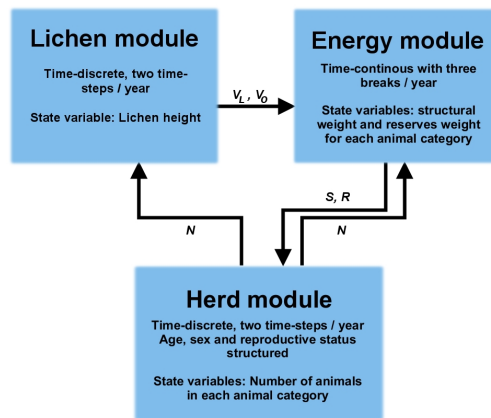 Lichen module
Time-discrete, two time-
steps / year
State variable: Lichen height
Energy module
Time-continous with three
breaks / year
State variables: structural
weight and reserves weight
for each animal category
V_L , V_O
S, R
N
N
Herd module
Time-discrete, two time-steps / year
Age, sex and reproductive status
structured
State variables: Number of animals
in each animal category